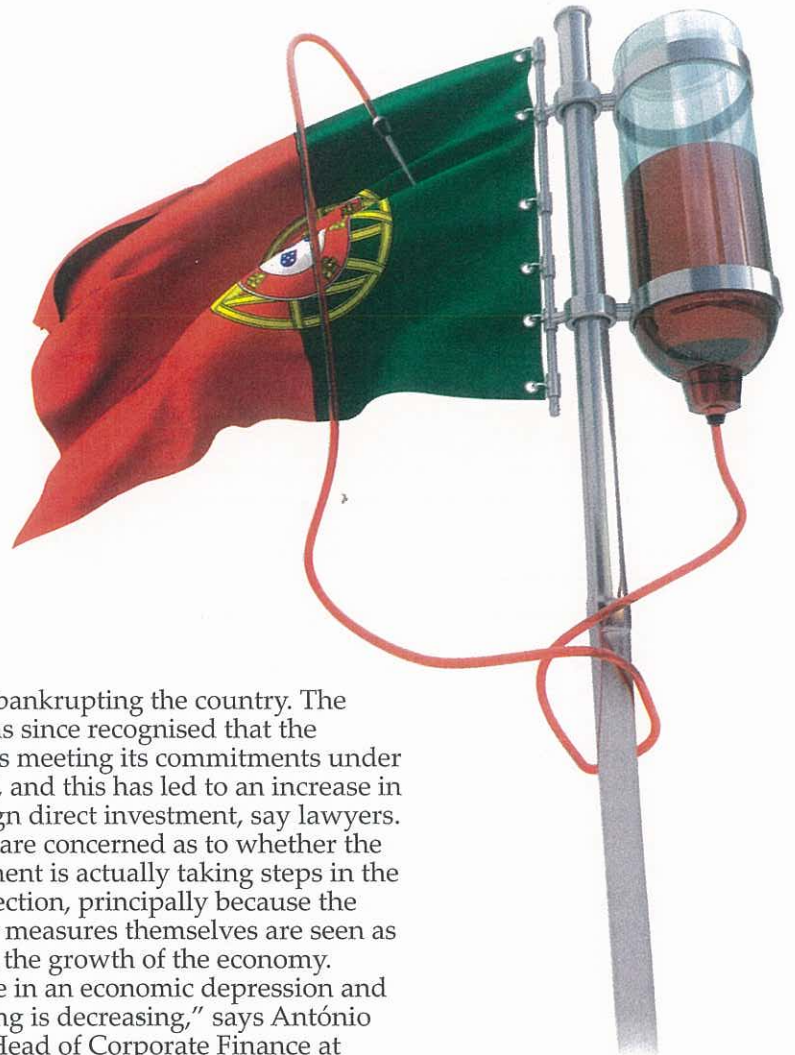 bankrupting the country. The
s since recognised that the
s meeting its commitments under
, and this has led to an increase in
gn direct investment, say lawyers.
are concerned as to whether the
ment is actually taking steps in the
ection, principally because the
measures themselves are seen as
the growth of the economy.
e in an economic depression and
ng is decreasing,” says António
Head of Corporate Finance at